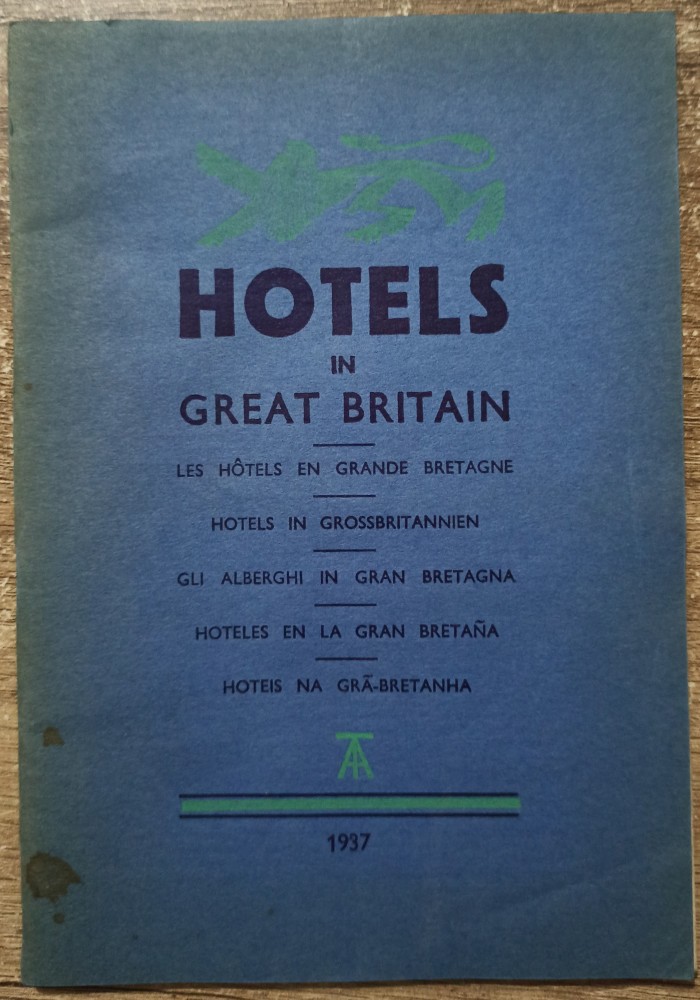 HOTELS
IN
GREAT BRITAIN
LES HÔTELS EN GRANDE BRETAGNE
HOTELS IN GROSSBRITANNIEN
GLI ALBERGHI IN GRAN BRETAGNA
HOTELES EN LA GRAN BRETAÑA
HOTEIS NA GRÃ-BRETANHA
TA
1937